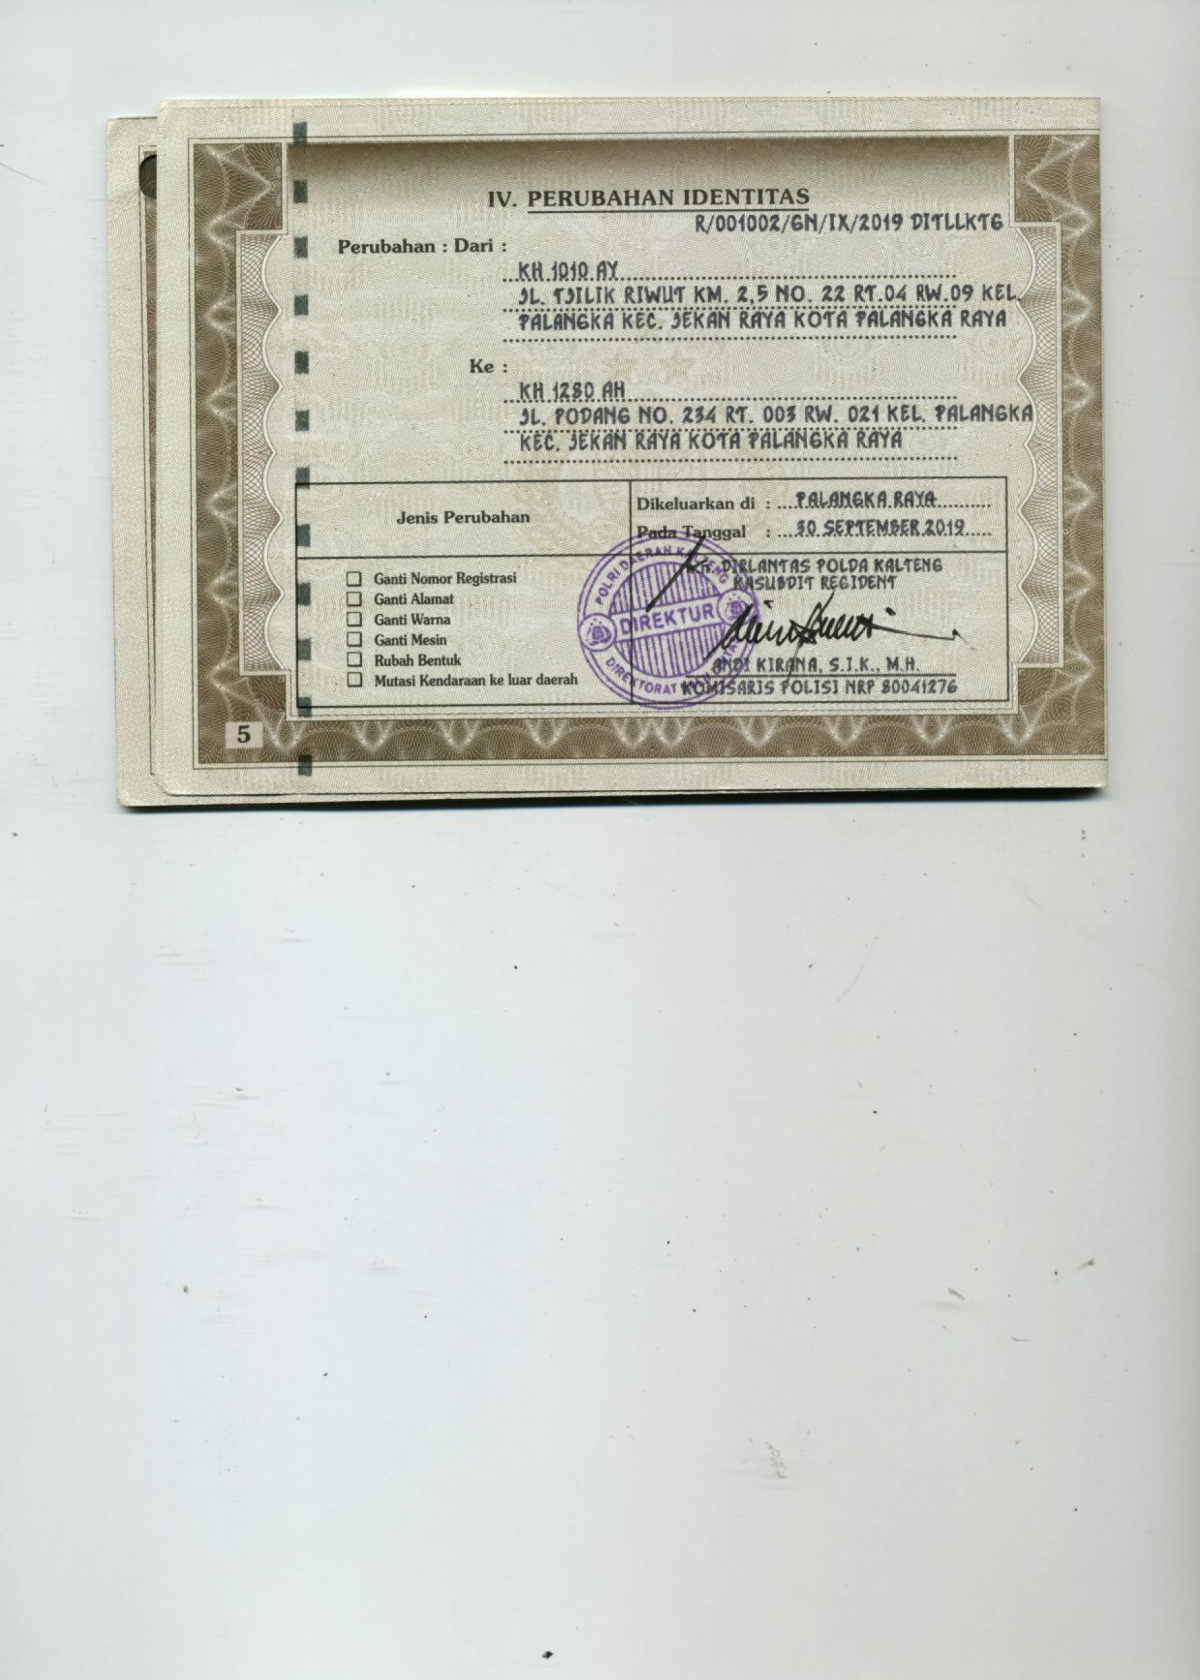 IV. PERUBAHAN IDENTITAS
R/001002/GN/IX/2019 DITLLKTG
Perubahan : Dari :
KH 1010 AY
JL. TJILIK RIWUT KM. 2,5 NO. 22 RT.04 RW.09 KEL.
PALANGKA KEC. JEKAN RAYA KOTA PALANGKA RAYA
Ke :
KH 1280 AH
JL. PODANG NO. 234 RT. 003 RW. 021 KEL. PALANGKA
KEC. JEKAN RAYA KOTA PALANGKA RAYA
Jenis Perubahan
Dikeluarkan di : PALANGKA RAYA
Pada Tanggal : 30 SEPTEMBER 2019
Ganti Nomor Registrasi
Ganti Alamat
Ganti Warna
Ganti Mesin
Rubah Bentuk
Mutasi Kendaraan ke luar daerah
DIRLANTAS POLDA KALTENG
KASUBDIT REGIDENT
POLRI DAERAH KALTENG
DIREKTUR
DIREKTORAT
ANDI KIRANA, S.I.K., M.H.
KOMISARIS POLISI NRP 80041276
5